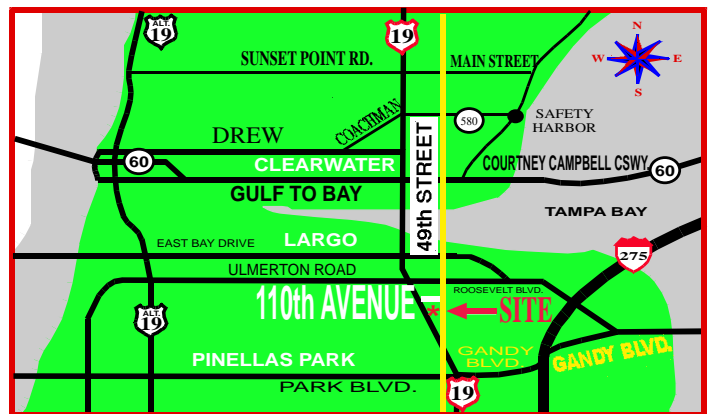 ALT.
19
19
N
W
E
S
SUNSET POINT RD.
MAIN STREET
COACHMAN
580
SAFETY
HARBOR
DREW
60
CLEARWATER
49th STREET
COURTNEY CAMPBELL CSWY.
60
GULF TO BAY
TAMPA BAY
EAST BAY DRIVE
LARGO
275
ULMERTON ROAD
ROOSEVELT BLVD.
110th AVENUE
*
SITE
ALT.
19
PINELLAS PARK
GANDY
BLVD.
GANDY BLVD.
PARK BLVD.
19